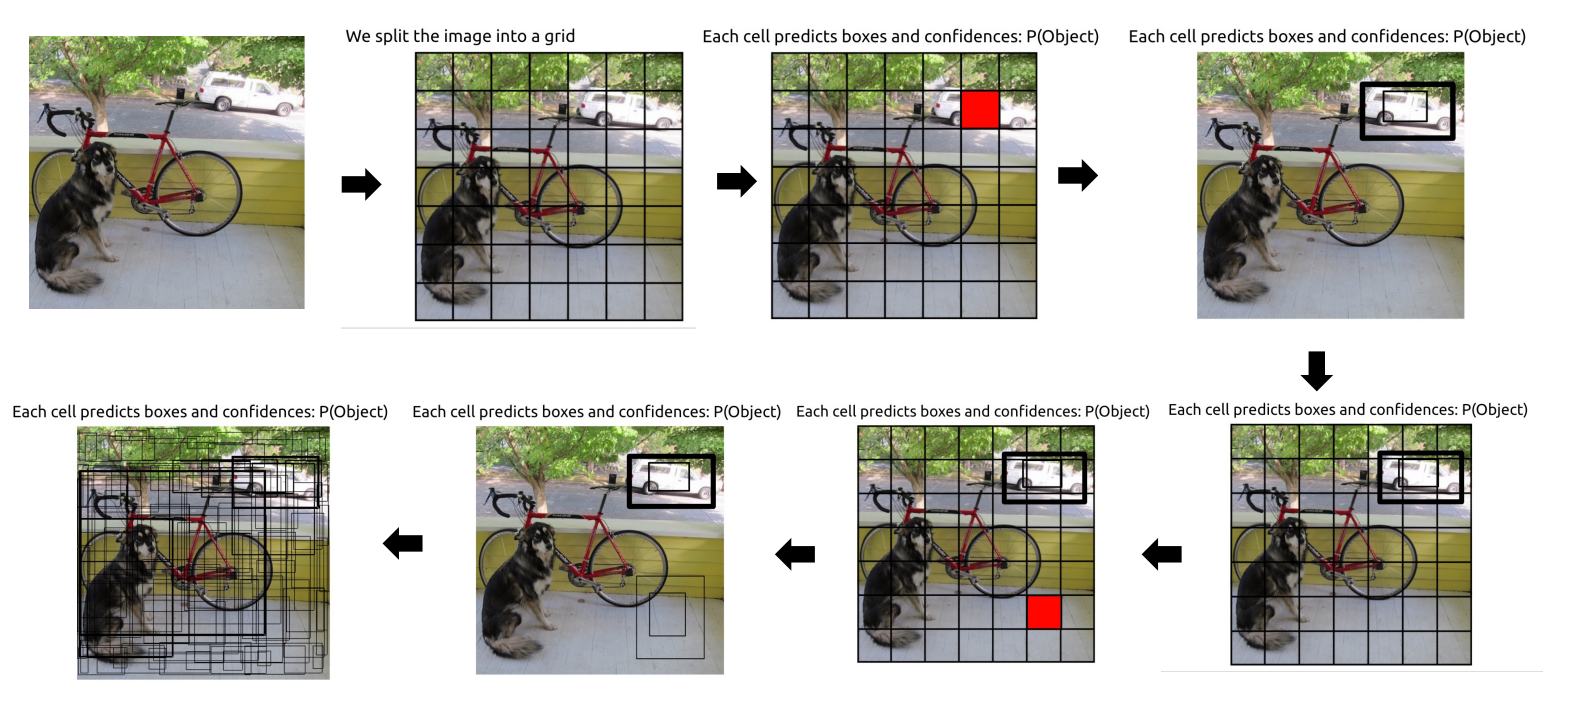 We split the image into a grid
Each cell predicts boxes and confidences: P(Object)
Each cell predicts boxes and confidences: P(Object)
Each cell predicts boxes and confidences: P(Object)
Each cell predicts boxes and confidences: P(Object)
Each cell predicts boxes and confidences: P(Object)
Each cell predicts boxes and confidences: P(Object)